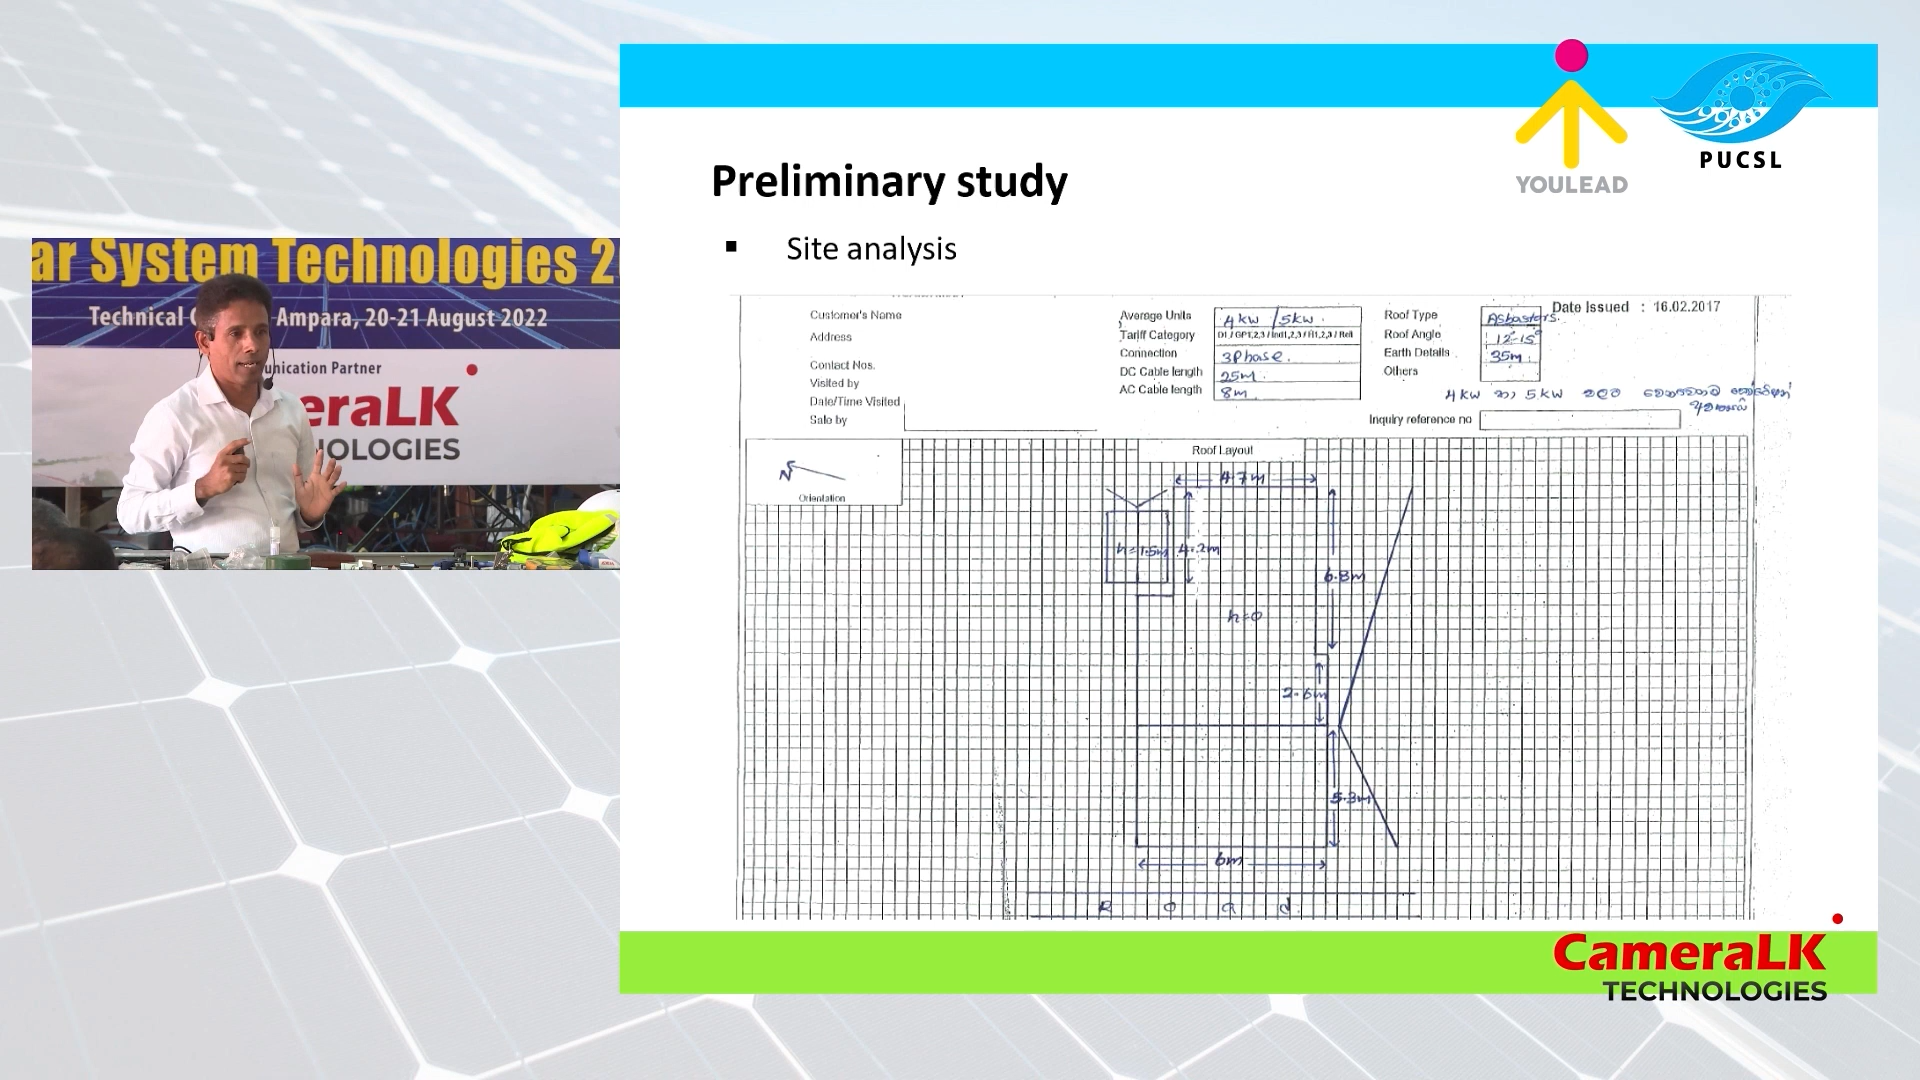 YOULEAD
PUCSL
Preliminary study
▪ Site analysis
ar System Technologies 2
Technical C Ampara, 20-21 August 2022
unication Partner
eraLK
OLOGIES
Customer's Name
Address
Contact Nos.
Visited by
Date/Time Visited
Sale by
Average Units 4kw /5kw.
Tariff Category
Connection 3Phase.
DC Cable length 25m.
AC Cable length 8m
Roof Type Asbastors.
Roof Angle 12-15°
Earth Details 35m.
Others
Date Issued : 16.02.2017
4kw හා 5kw වලට
Inquiry reference no
Roof Layout
N
Orientation
4.7m
h=1.5m
4.2m
6.8m
h=0
2.6m
5.3m
6m
R o a d
CameraLK
TECHNOLOGIES